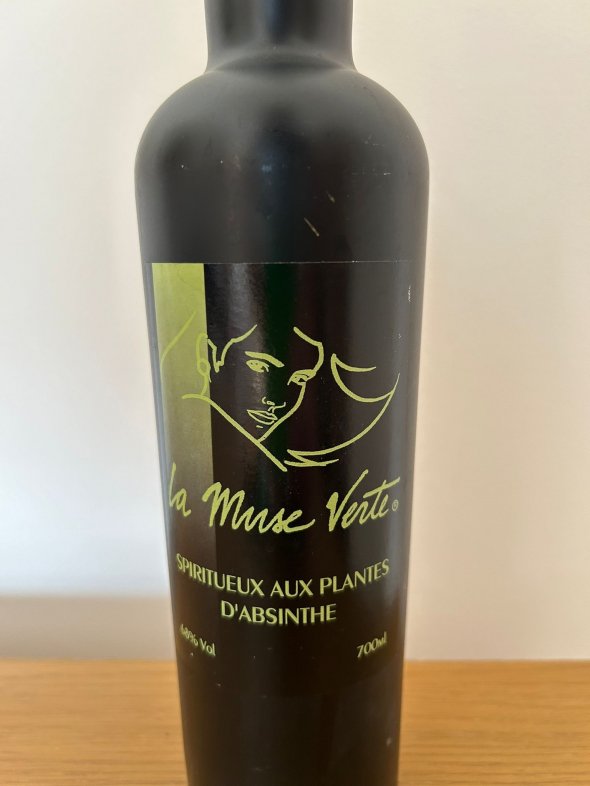 La Muse Verte®
SPIRITUEUX AUX PLANTES
D'ABSINTHE
68% Vol 700ml